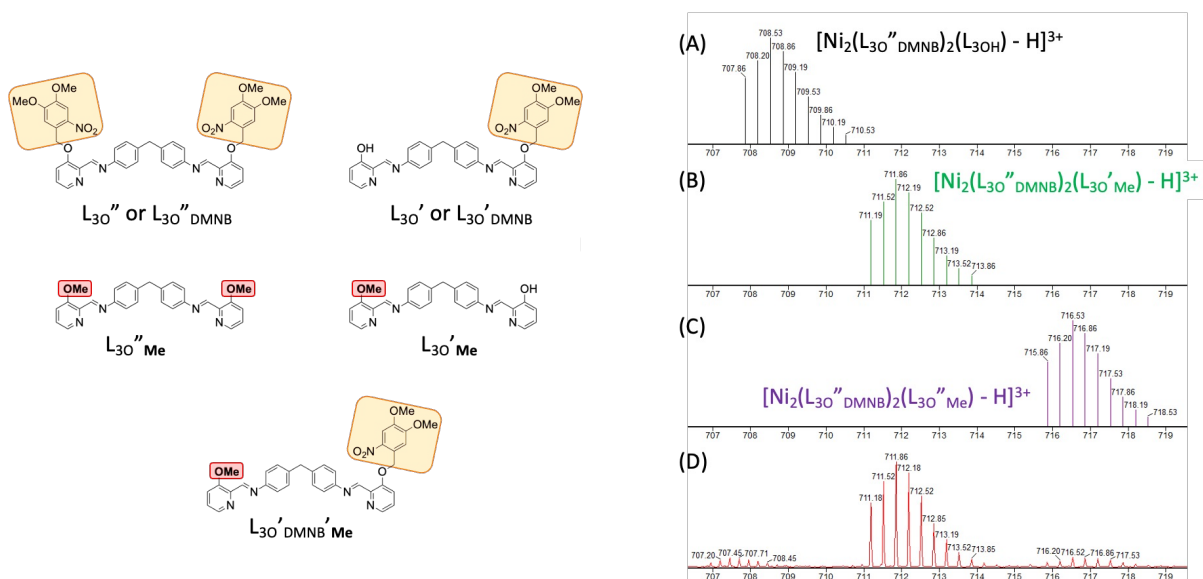 OMe
MeO
NO₂
O
N
N
N
N
O
OMe
OMe
O₂N
L₃O″ or L₃O″DMNB
OH
N
N
N
N
O
OMe
OMe
O₂N
L₃O′ or L₃O′DMNB
OMe
N
N
N
N
OMe
L₃O″Me
OMe
N
N
N
N
OH
L₃O′Me
OMe
N
N
N
N
O
O₂N
OMe
OMe
L₃O′DMNB′Me
(A)
[Ni₂(L₃O″DMNB)₂(L₃OH) - H]³⁺
707.86 708.20 708.53 708.86 709.19 709.53 709.86 710.19 710.53
707 708 709 710 711 712 713 714 715 716 717 718 719
(B)
[Ni₂(L₃O″DMNB)₂(L₃O′Me) - H]³⁺
711.19 711.52 711.86 712.19 712.52 712.86 713.19 713.52 713.86
707 708 709 710 711 712 713 714 715 716 717 718 719
(C)
[Ni₂(L₃O″DMNB)₂(L₃O″Me) - H]³⁺
715.86 716.20 716.53 716.86 717.19 717.53 717.86 718.19 718.53
707 708 709 710 711 712 713 714 715 716 717 718 719
(D)
707.20 707.45 707.71 708.45 711.18 711.52 711.86 712.18 712.52 712.85 713.19 713.52 713.85 716.20 716.52 716.86 717.53
707 708 709 710 711 712 713 714 715 716 717 718 719